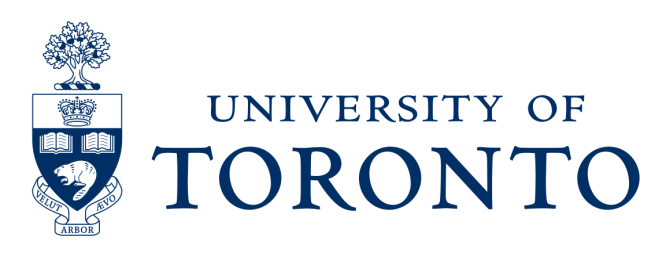 UNIVERSITY OF
TORONTO
VELUT
ARBOR
ÆVO